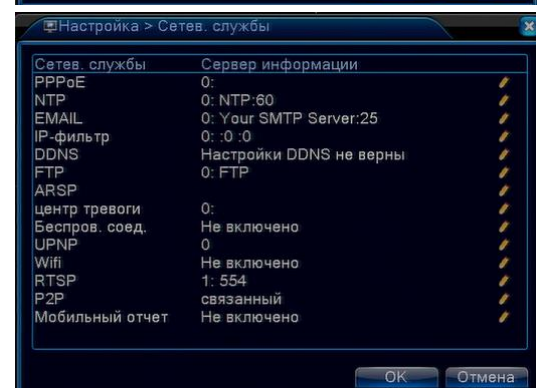 Настройка > Сетев. службы
Сетев. службы Сервер информации
PPPoE 0:
NTP 0: NTP:60
EMAIL 0: Your SMTP Server:25
IP-фильтр 0: :0 :0
DDNS Настройки DDNS не верны
FTP 0: FTP
ARSP
центр тревоги 0:
Беспров. соед. Не включено
UPNP 0
Wifi Не включено
RTSP 1: 554
P2P связанный
Мобильный отчет Не включено
OK Отмена